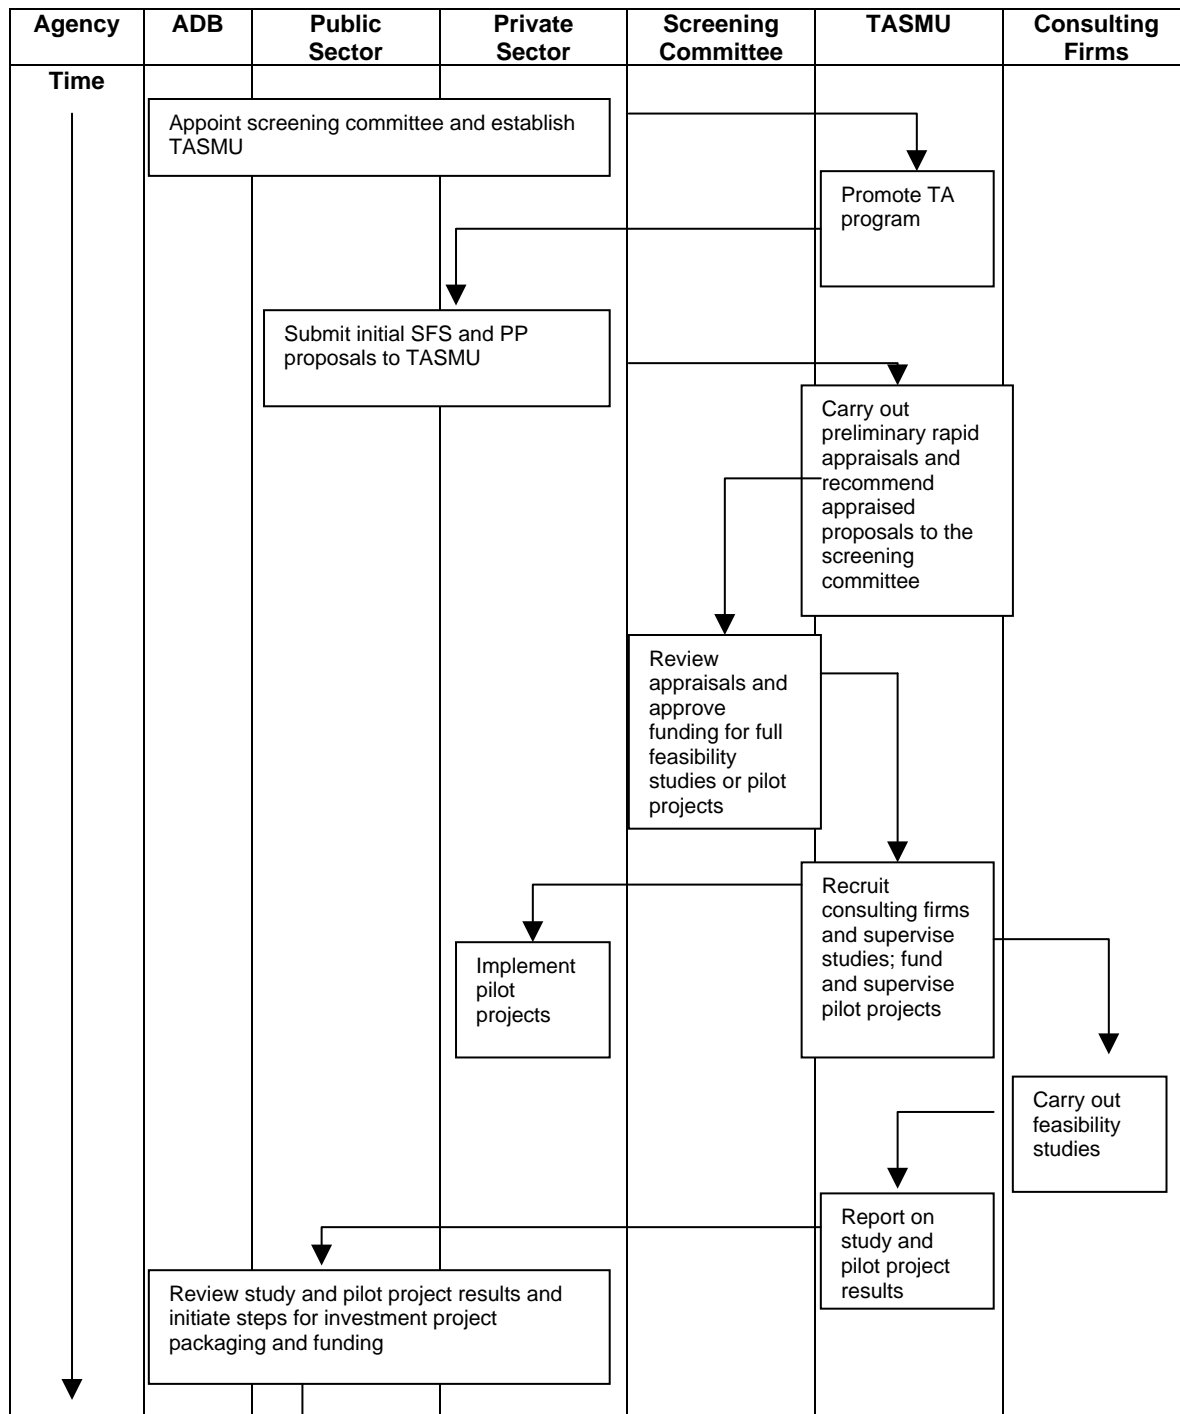 Agency
ADB
Public
Sector
Private
Sector
Screening
Committee
TASMU
Consulting
Firms
Time
Appoint screening committee and establish
TASMU
Promote TA
program
Submit initial SFS and PP
proposals to TASMU
Carry out
preliminary rapid
appraisals and
recommend
appraised
proposals to the
screening
committee
Review
appraisals and
approve
funding for full
feasibility
studies or pilot
projects
Recruit
consulting firms
and supervise
studies; fund
and supervise
pilot projects
Implement
pilot
projects
Carry out
feasibility
studies
Report on
study and
pilot project
results
Review study and pilot project results and
initiate steps for investment project
packaging and funding